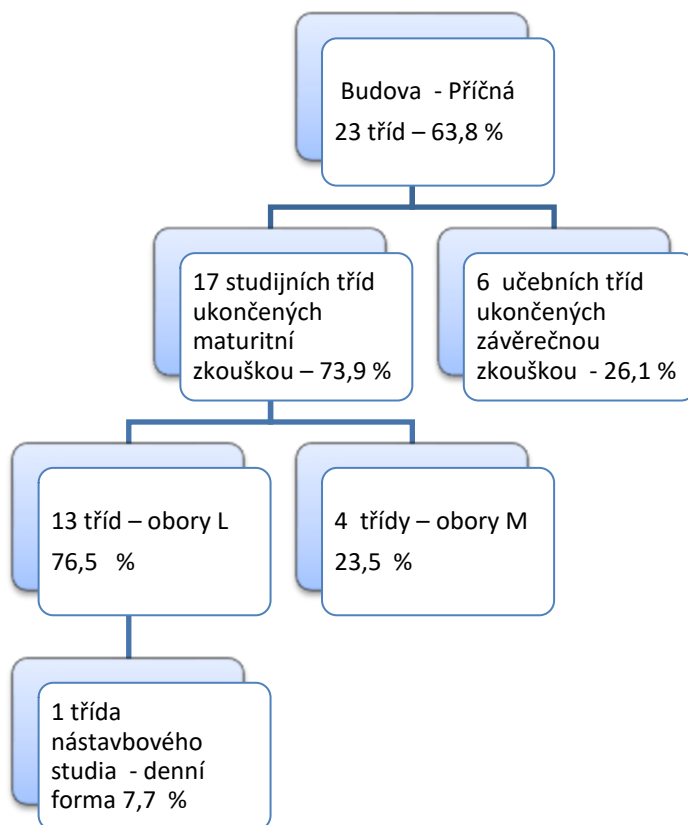 Budova - Příčná
23 tříd – 63,8 %
17 studijních tříd
ukončených
maturitní
zkouškou – 73,9 %
6 učebních tříd
ukončených
závěrečnou
zkouškou - 26,1 %
13 tříd – obory L
76,5 %
4 třídy – obory M
23,5 %
1 třída
nástavbového
studia - denní
forma 7,7 %